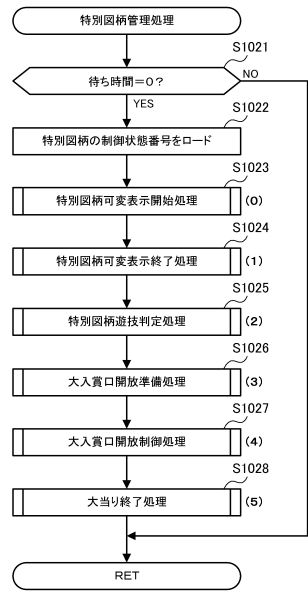 特別図柄管理処理
S1021
待ち時間=0?
NO
YES
S1022
特別図柄の制御状態番号をロード
S1023
特別図柄可変表示開始処理
(0)
S1024
特別図柄可変表示終了処理
(1)
S1025
特別図柄遊技判定処理
(2)
S1026
大入賞口開放準備処理
(3)
S1027
大入賞口開放制御処理
(4)
S1028
大当り終了処理
(5)
RET